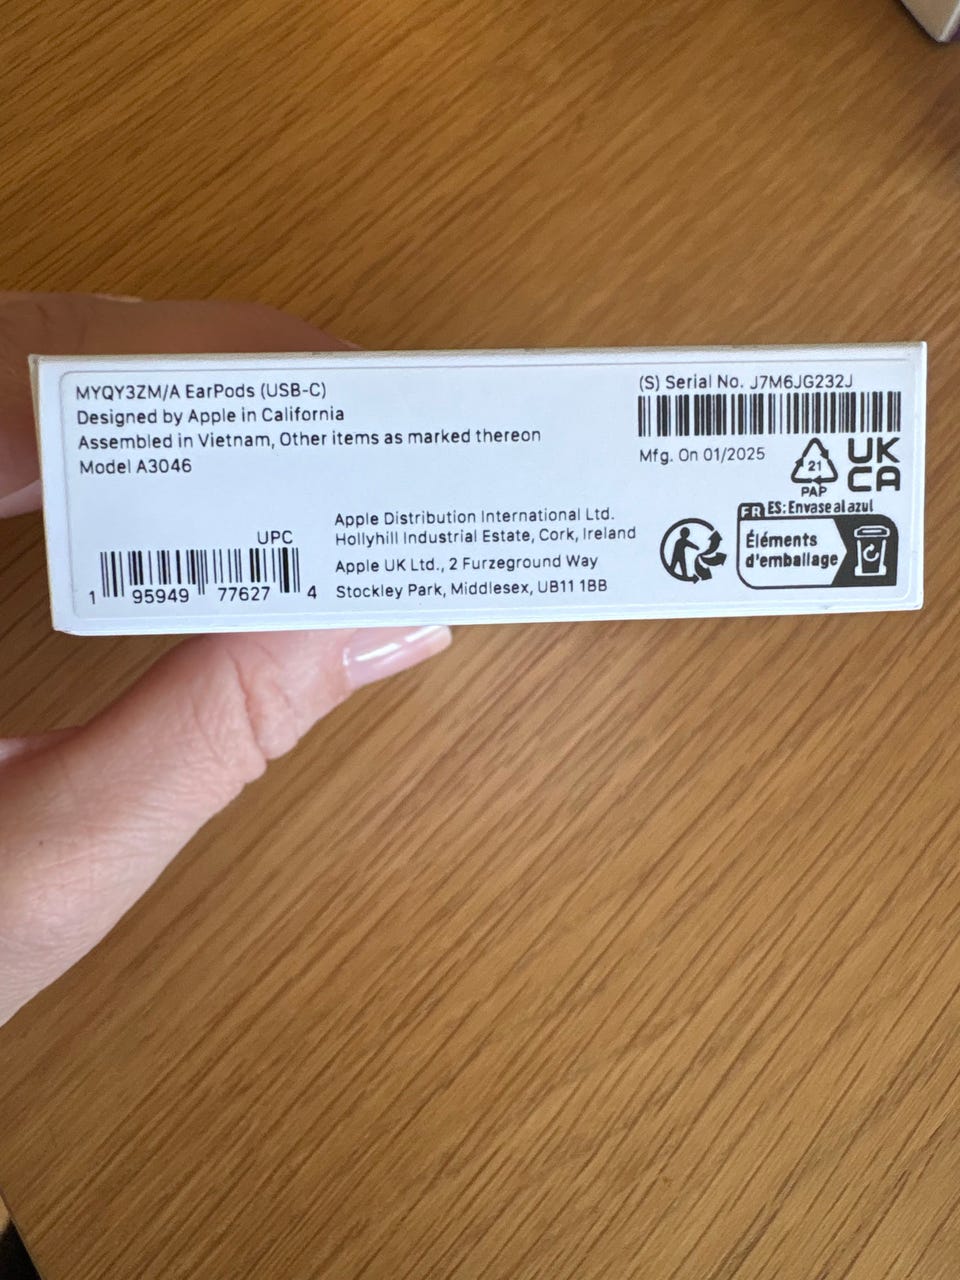 MYQY3ZM/A EarPods (USB-C)
Designed by Apple in California
Assembled in Vietnam, Other items as marked thereon
Model A3046
(S) Serial No. J7M6JG232J
Mfg. On 01/2025
21
PAP
UK
CA
UPC
1 95949 77627 4
Apple Distribution International Ltd.
Hollyhill Industrial Estate, Cork, Ireland
Apple UK Ltd., 2 Furzeground Way
Stockley Park, Middlesex, UB11 1BB
FR ES: Envase al azul
Éléments
d'emballage